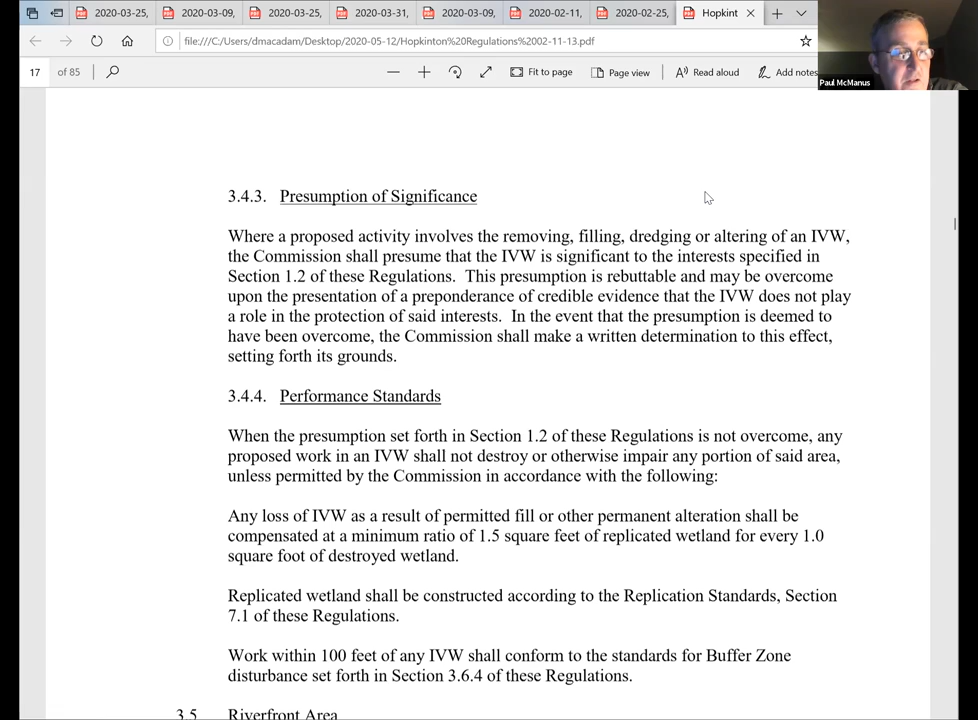 2020-03-25,
2020-03-09,
2020-03-25,
2020-03-31,
2020-03-09,
2020-02-11,
2020-02-25,
Hopkint
file:///C:/Users/dmacadam/Desktop/2020-05-12/Hopkinton%20Regulations%2002-11-13.pdf
17 of 85
Fit to page
Page view
Read aloud
Add notes
Paul McManus
3.4.3. Presumption of Significance
Where a proposed activity involves the removing, filling, dredging or altering of an IVW,
the Commission shall presume that the IVW is significant to the interests specified in
Section 1.2 of these Regulations. This presumption is rebuttable and may be overcome
upon the presentation of a preponderance of credible evidence that the IVW does not play
a role in the protection of said interests. In the event that the presumption is deemed to
have been overcome, the Commission shall make a written determination to this effect,
setting forth its grounds.
3.4.4. Performance Standards
When the presumption set forth in Section 1.2 of these Regulations is not overcome, any
proposed work in an IVW shall not destroy or otherwise impair any portion of said area,
unless permitted by the Commission in accordance with the following:
Any loss of IVW as a result of permitted fill or other permanent alteration shall be
compensated at a minimum ratio of 1.5 square feet of replicated wetland for every 1.0
square foot of destroyed wetland.
Replicated wetland shall be constructed according to the Replication Standards, Section
7.1 of these Regulations.
Work within 100 feet of any IVW shall conform to the standards for Buffer Zone
disturbance set forth in Section 3.6.4 of these Regulations.
3.5 Riverfront Area